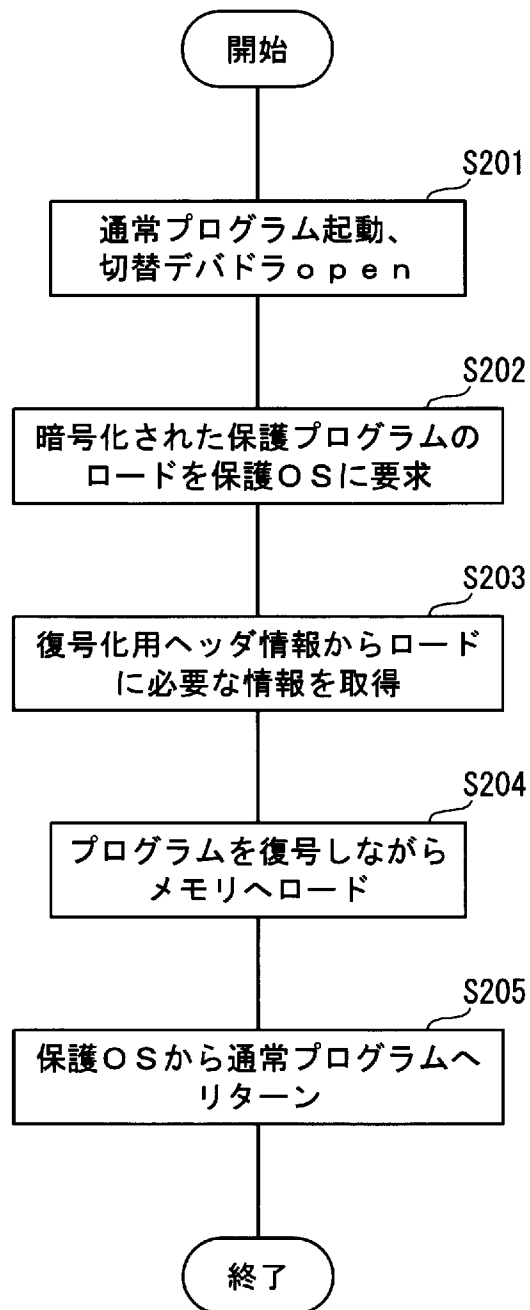 開始
S201
通常プログラム起動、
切替デバドラopen
S202
暗号化された保護プログラムの
ロードを保護OSに要求
S203
復号化用ヘッダ情報からロード
に必要な情報を取得
S204
プログラムを復号しながら
メモリへロード
S205
保護OSから通常プログラムへ
リターン
終了